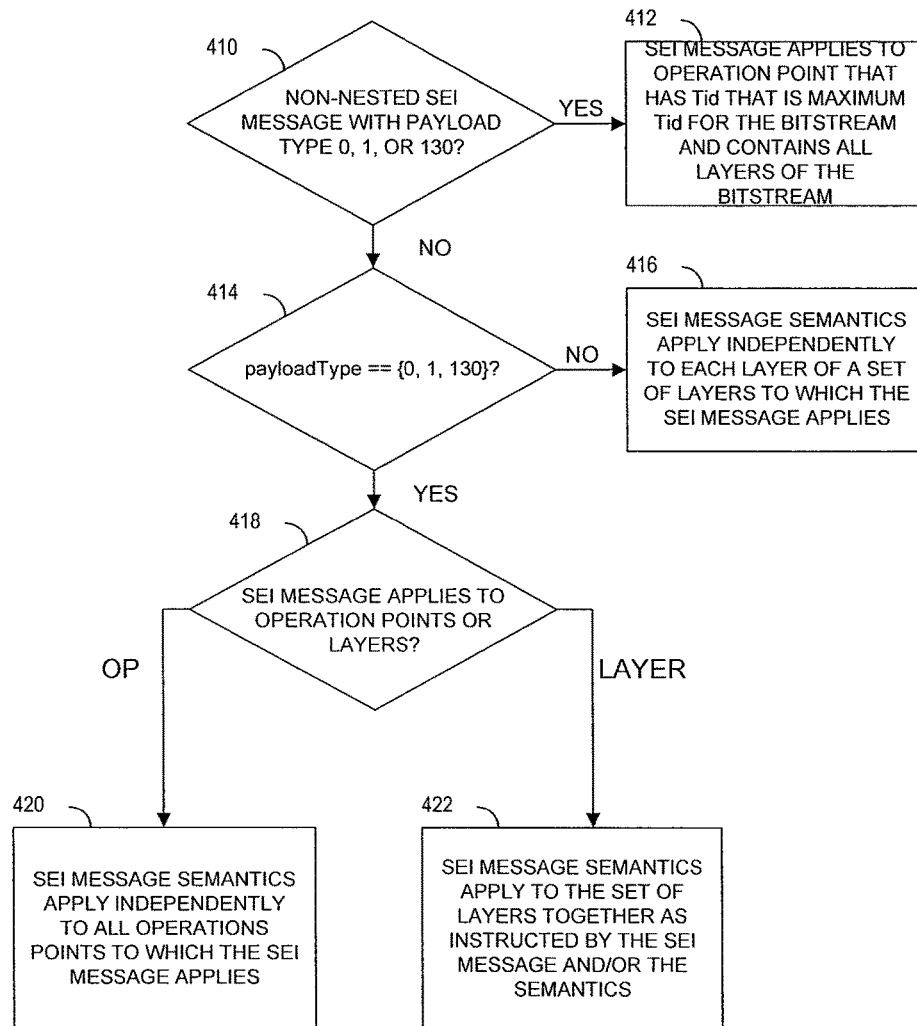 410
NON-NESTED SEI
MESSAGE WITH PAYLOAD
TYPE 0, 1, OR 130?
YES
412
SEI MESSAGE APPLIES TO
OPERATION POINT THAT
HAS Tid THAT IS MAXIMUM
Tid FOR THE BITSTREAM
AND CONTAINS ALL
LAYERS OF THE
BITSTREAM
NO
414
payloadType == {0, 1, 130}?
NO
416
SEI MESSAGE SEMANTICS
APPLY INDEPENDENTLY
TO EACH LAYER OF A SET
OF LAYERS TO WHICH THE
SEI MESSAGE APPLIES
YES
418
SEI MESSAGE APPLIES TO
OPERATION POINTS OR
LAYERS?
OP
LAYER
420
SEI MESSAGE SEMANTICS
APPLY INDEPENDENTLY
TO ALL OPERATIONS
POINTS TO WHICH THE SEI
MESSAGE APPLIES
422
SEI MESSAGE SEMANTICS
APPLY TO THE SET OF
LAYERS TOGETHER AS
INSTRUCTED BY THE SEI
MESSAGE AND/OR THE
SEMANTICS